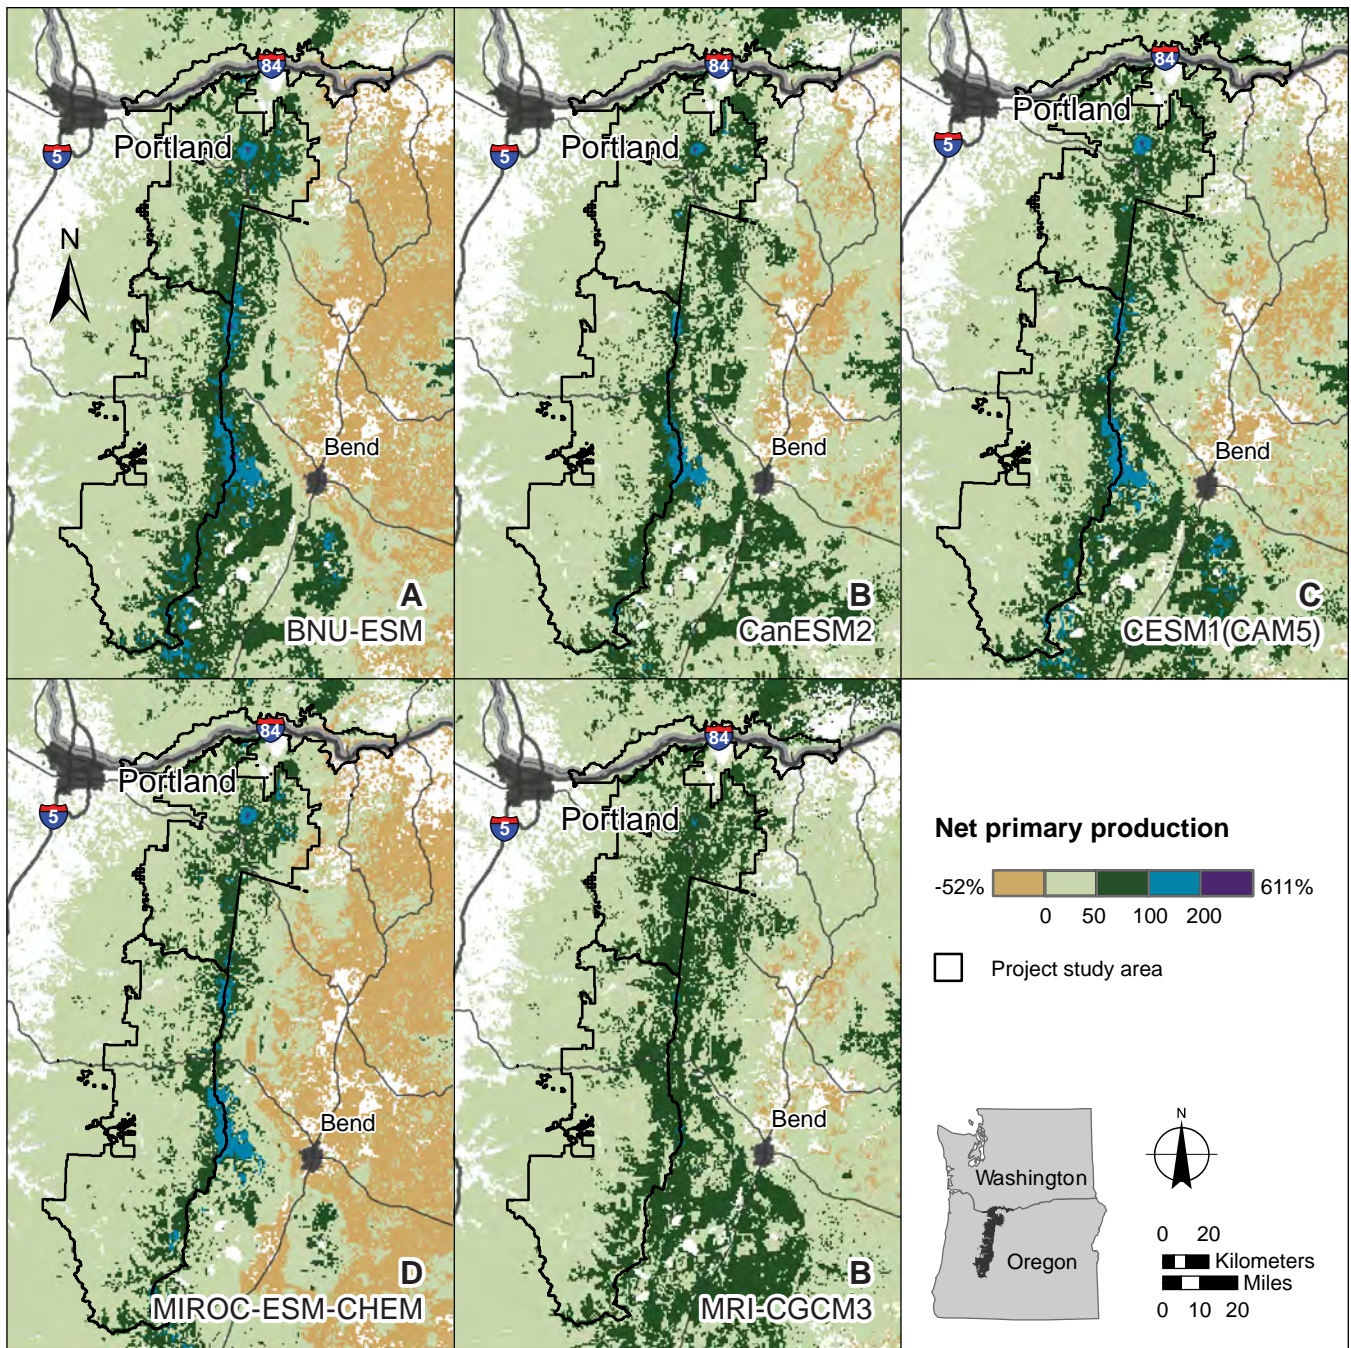 84
Portland
5
N
Bend
A
BNU-ESM
84
Portland
5
Bend
B
CanESM2
84
Portland
5
Bend
C
CESM1(CAM5)
84
Portland
5
Bend
D
MIROC-ESM-CHEM
84
Portland
5
Bend
B
MRI-CGCM3
Net primary production
-52% 611%
0 50 100 200
Project study area
Washington
Oregon
N
0 20
Kilometers
Miles
0 10 20